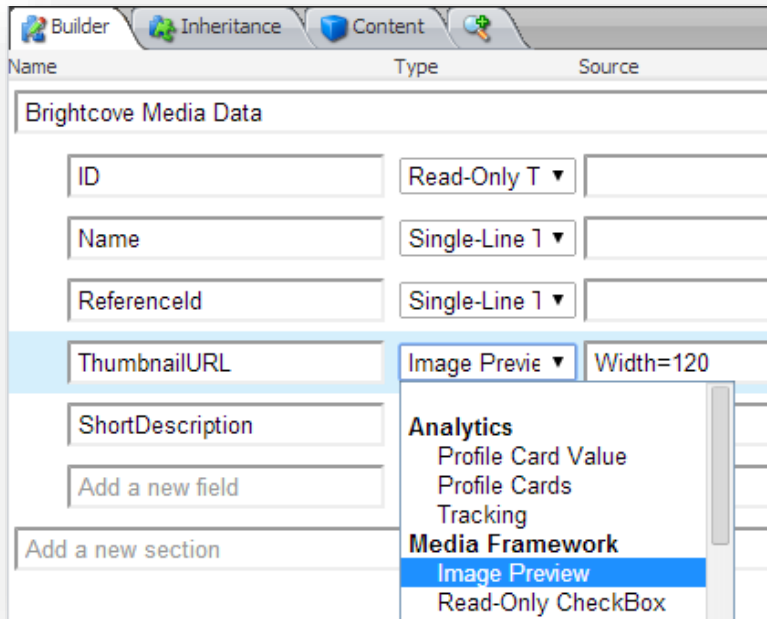 Builder Inheritance Content
Name Type Source
Brightcove Media Data
ID Read-Only T
Name Single-Line T
ReferenceId Single-Line T
ThumbnailURL Image Previe Width=120
ShortDescription
Analytics
Profile Card Value
Add a new field
Profile Cards
Tracking
Add a new section
Media Framework
Image Preview
Read-Only CheckBox